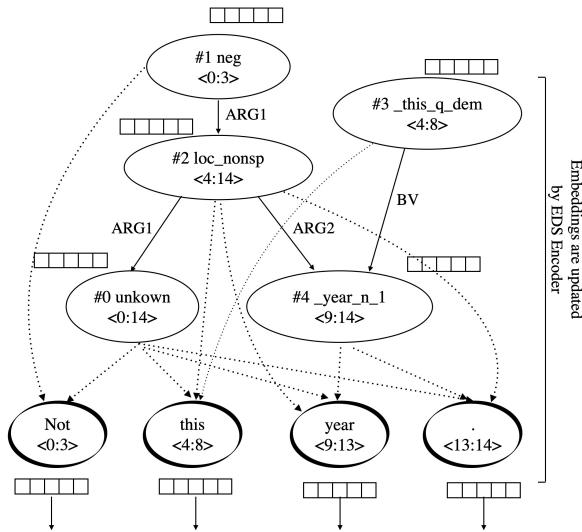 #1 neg
<0:3>
#3 _this_q_dem
<4:8>
ARG1
#2 loc_nonsp
<4:14>
ARG1
ARG2
BV
#0 unkown
<0:14>
#4 _year_n_1
<9:14>
Not
<0:3>
this
<4:8>
year
<9:13>
.
<13:14>
Embeddings are updated
by EDS Encoder